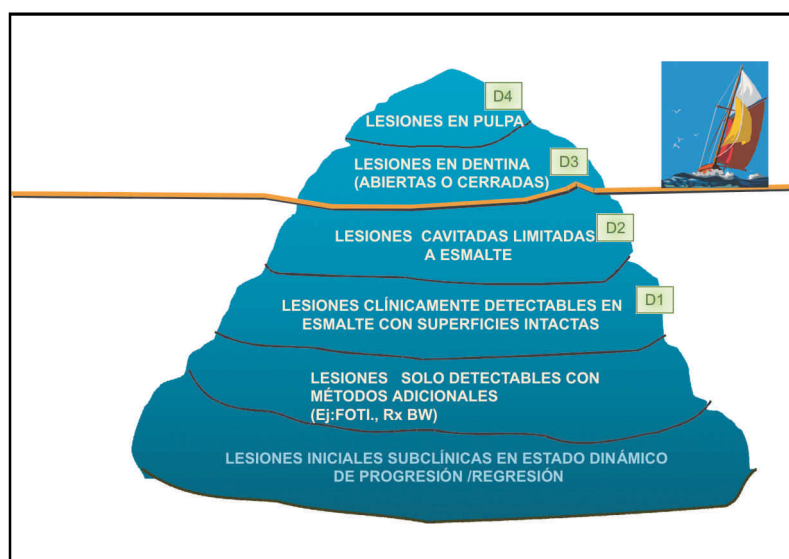 D4
LESIONES EN PULPA
LESIONES EN DENTINA
(ABIERTAS O CERRADAS)
D3
LESIONES CAVITADAS LIMITADAS
A ESMALTE
D2
LESIONES CLÍNICAMENTE DETECTABLES EN
ESMALTE CON SUPERFICIES INTACTAS
D1
LESIONES SOLO DETECTABLES CON
MÉTODOS ADICIONALES
(Ej:FOTI., Rx BW)
LESIONES INICIALES SUBCLÍNICAS EN ESTADO DINÁMICO
DE PROGRESIÓN /REGRESIÓN